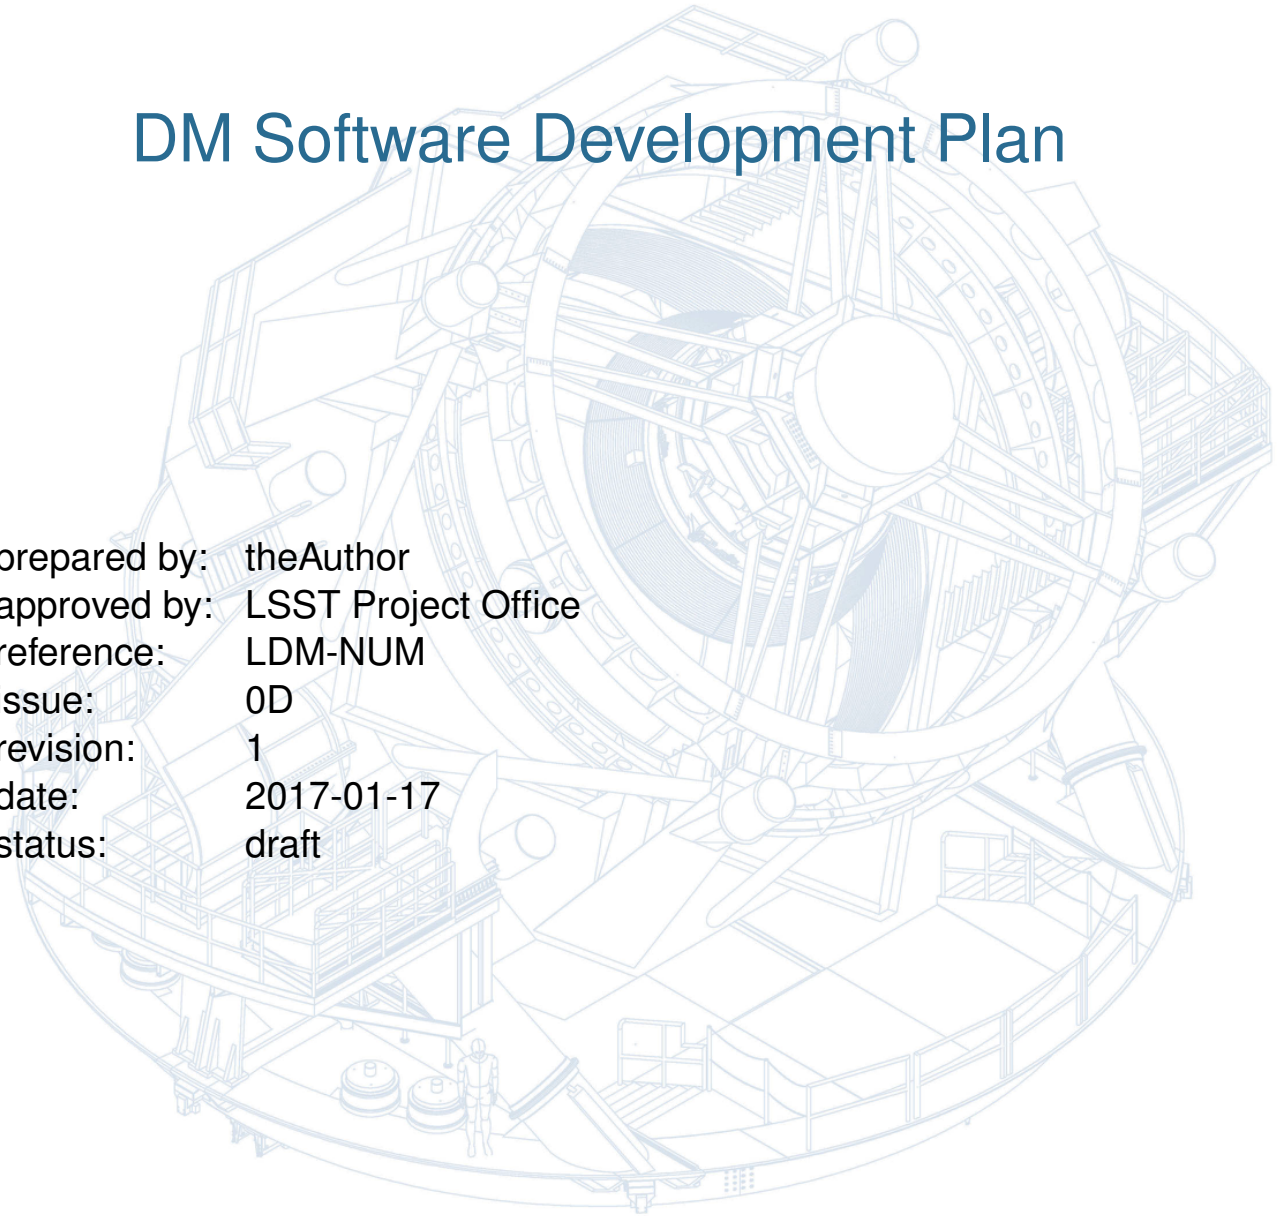 DM Software Development Plan
prepared by: theAuthor
approved by: LSST Project Office
reference: LDM-NUM
issue: 0D
revision: 1
date: 2017-01-17
status: draft